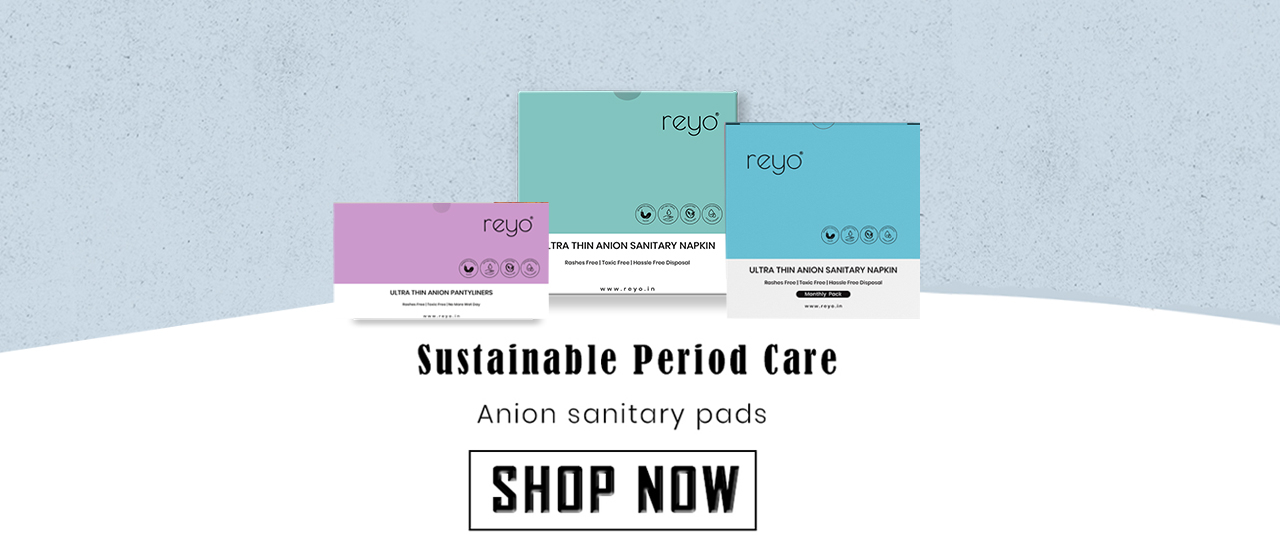 reyo
ULTRA THIN ANION PANTYLINERS
Rashes Free | Toxic Free | No More Wet Day
www.reyo.in
reyo
LTRA THIN ANION SANITARY NAPKIN
Rashes Free | Toxic Free | Hassle Free Disposal
www.reyo.in
reyo
ULTRA THIN ANION SANITARY NAPKIN
Rashes Free | Toxic Free | Hassle Free Disposal
Monthly Pack
www.reyo.in
Sustainable Period Care
Anion sanitary pads
SHOP NOW